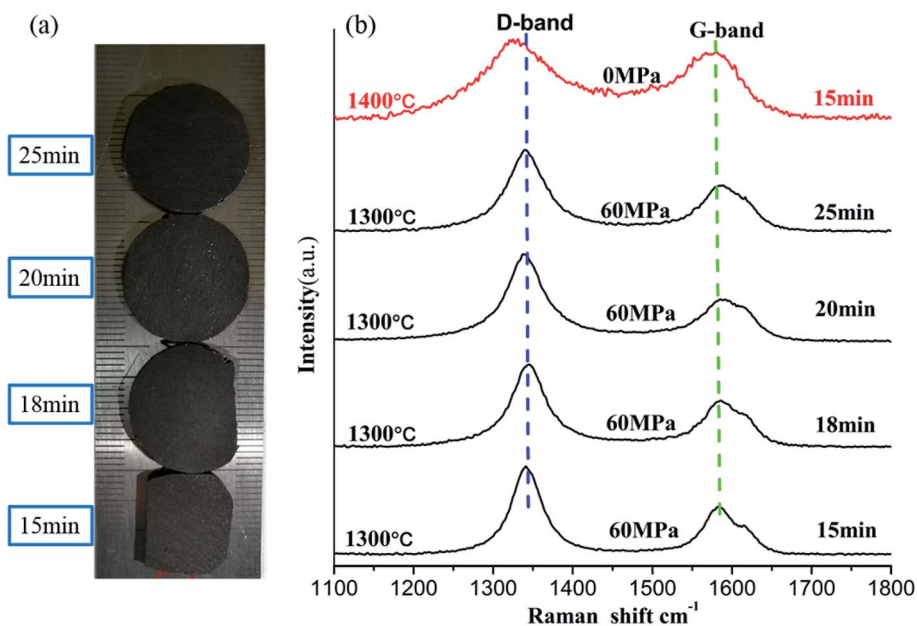 (a)
25min
20min
18min
15min
(b)
D-band
G-band
0MPa
1400°C
15min
1300°C
60MPa
25min
1300°C
60MPa
20min
1300°C
60MPa
18min
1300°C
60MPa
15min
Intensity(a.u.)
1100 1200 1300 1400 1500 1600 1700 1800
Raman shift cm⁻¹